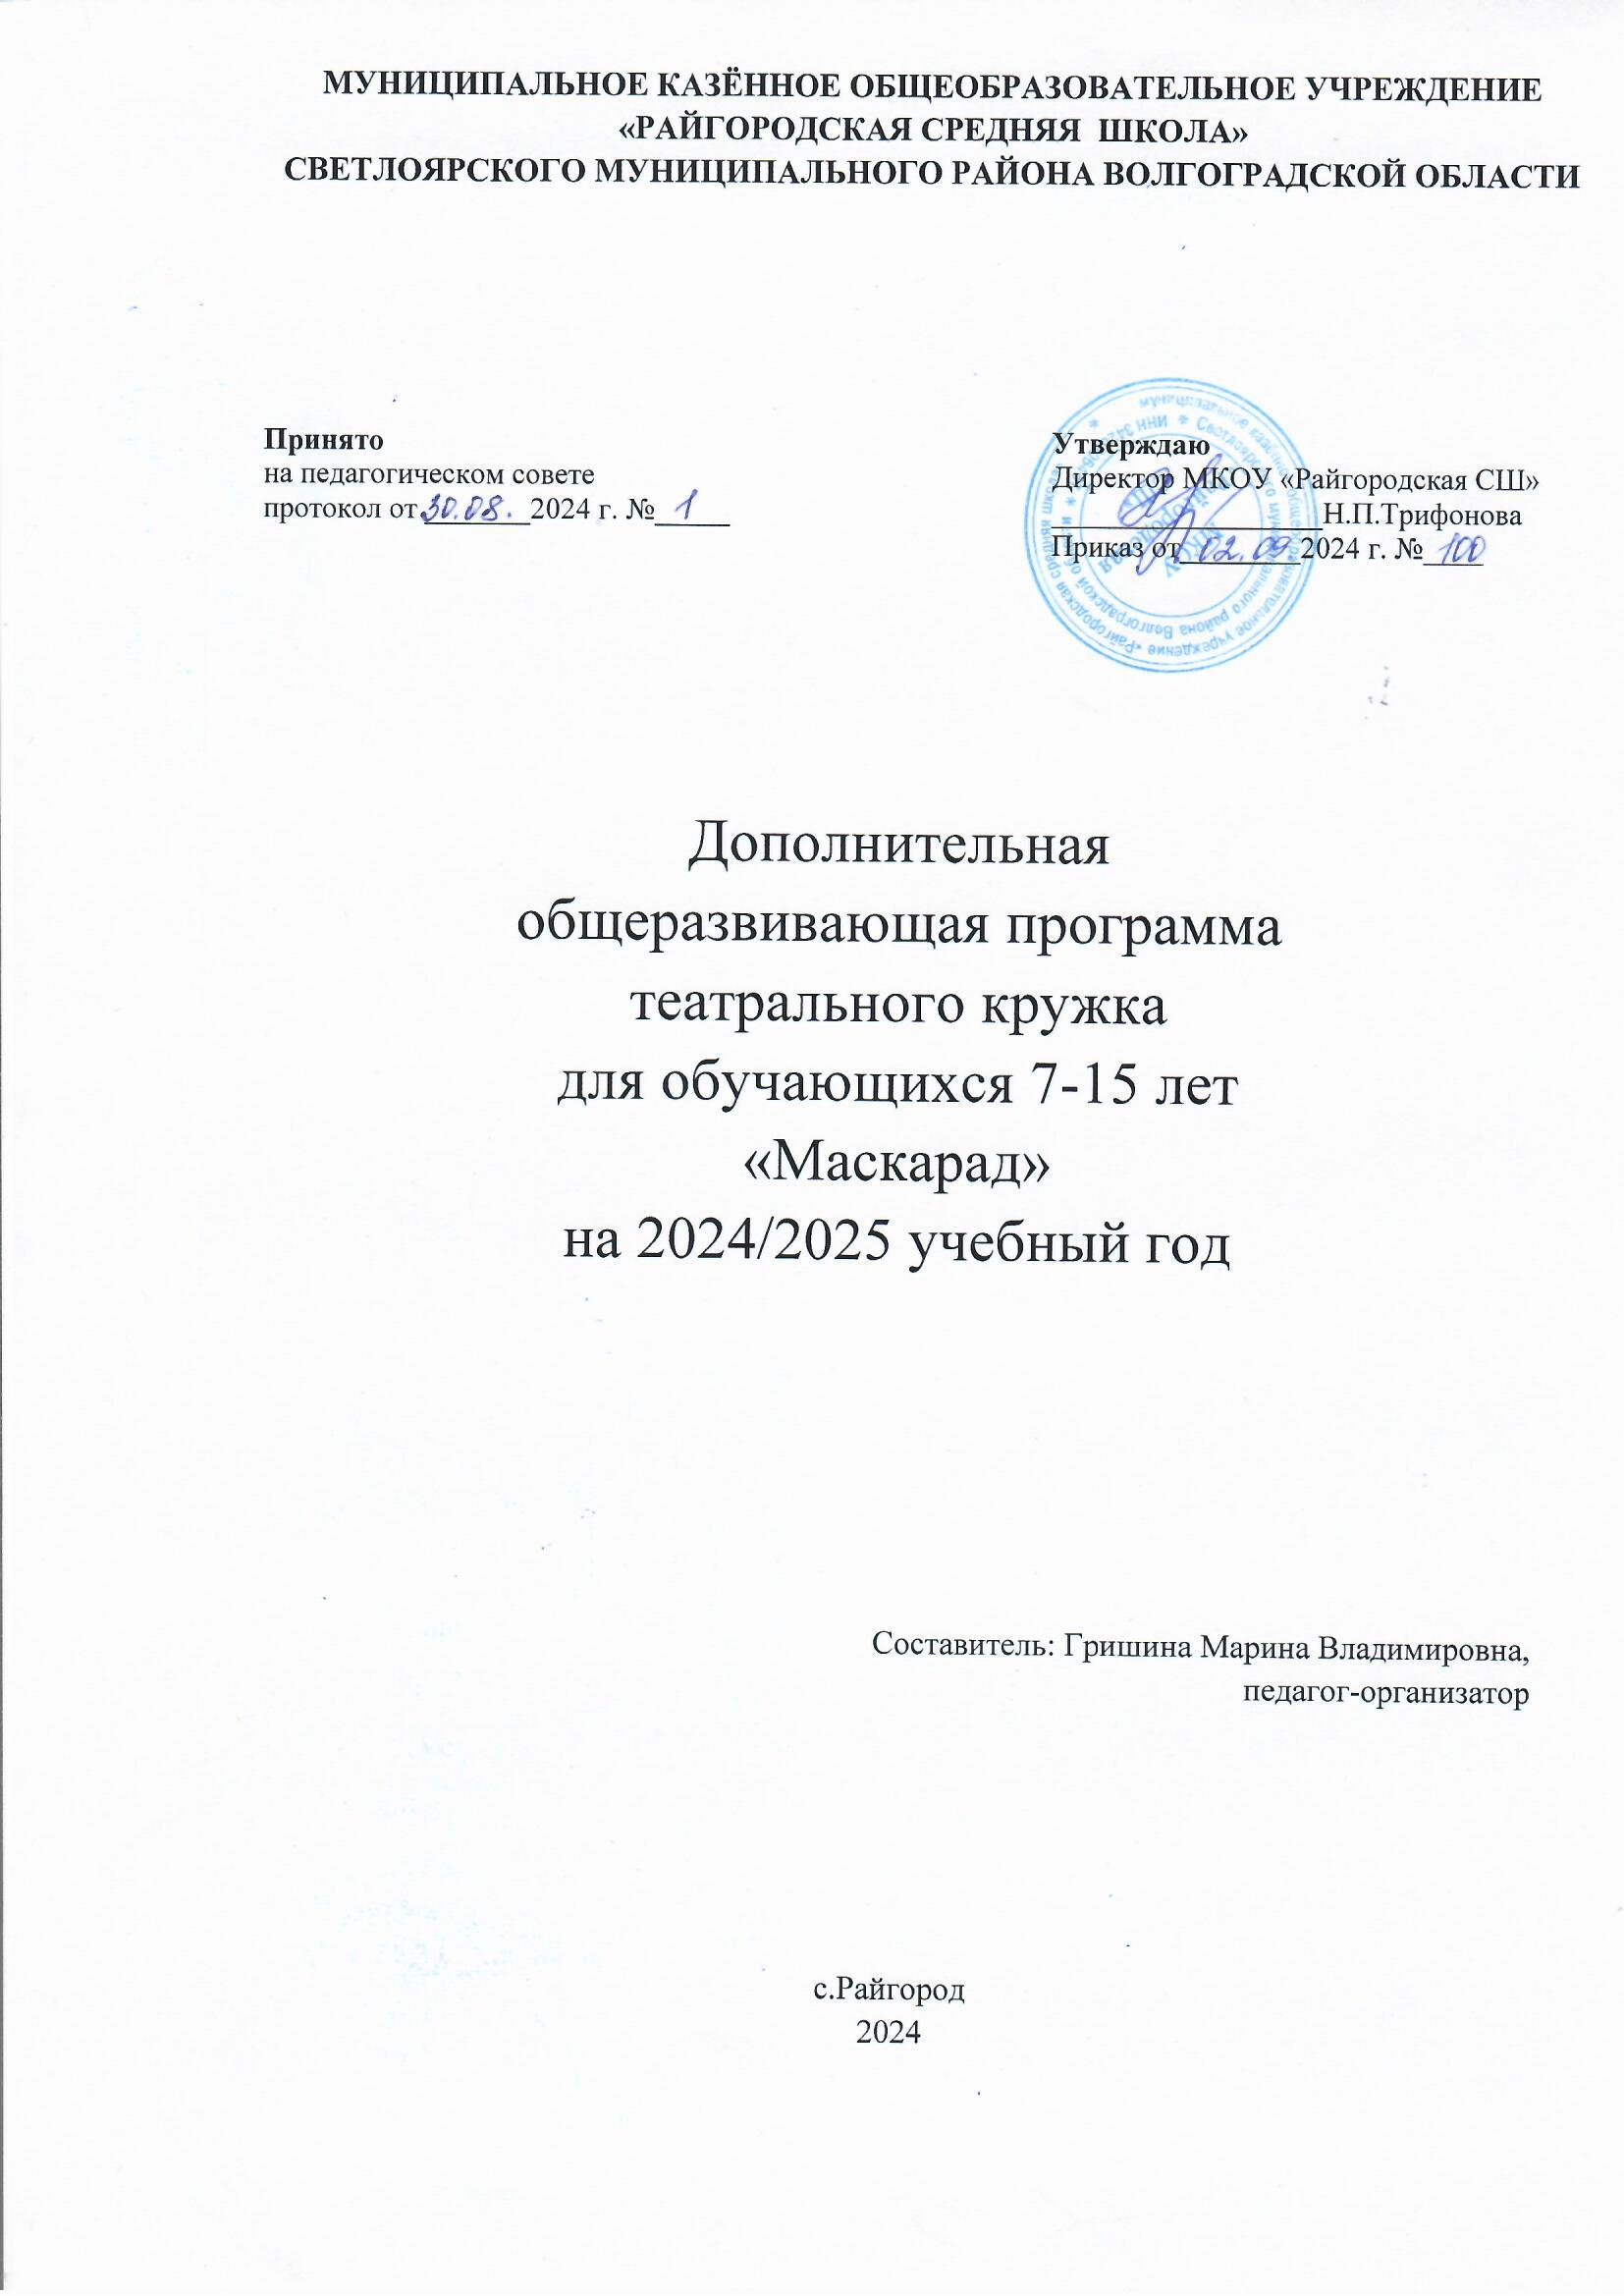 МУНИЦИПАЛЬНОЕ КАЗЁННОЕ ОБЩЕОБРАЗОВАТЕЛЬНОЕ УЧРЕЖДЕНИЕ
«РАЙГОРОДСКАЯ СРЕДНЯЯ ШКОЛА»
СВЕТЛОЯРСКОГО МУНИЦИПАЛЬНОГО РАЙОНА ВОЛГОГРАДСКОЙ ОБЛАСТИ
Принято
на педагогическом совете
протокол от 30.08. 2024 г. № 1
Утверждаю
Директор МКОУ «Райгородская СШ»
Н.П.Трифонова
Приказ от 02.09 2024 г. № 100
Дополнительная
общеразвивающая программа
театрального кружка
для обучающихся 7-15 лет
«Маскарад»
на 2024/2025 учебный год
Составитель: Гришина Марина Владимировна,
педагог-организатор
с.Райгород
2024